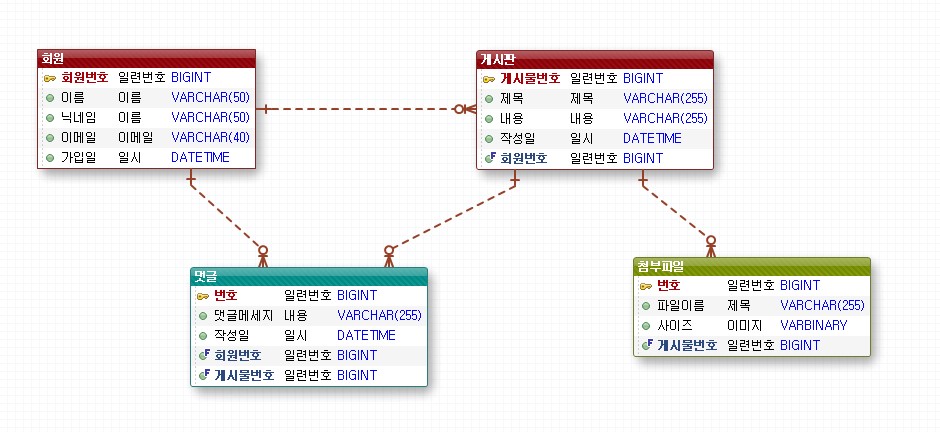 회원
회원번호 일련번호 BIGINT
이름 이름 VARCHAR(50)
닉네임 이름 VARCHAR(50)
이메일 이메일 VARCHAR(40)
가입일 일시 DATETIME
게시판
게시물번호 일련번호 BIGINT
제목 제목 VARCHAR(255)
내용 내용 VARCHAR(255)
작성일 일시 DATETIME
F 회원번호 일련번호 BIGINT
댓글
번호 일련번호 BIGINT
댓글메세지 내용 VARCHAR(255)
작성일 일시 DATETIME
F 회원번호 일련번호 BIGINT
F 게시물번호 일련번호 BIGINT
첨부파일
번호 일련번호 BIGINT
파일이름 제목 VARCHAR(255)
사이즈 이미지 VARBINARY
F 게시물번호 일련번호 BIGINT